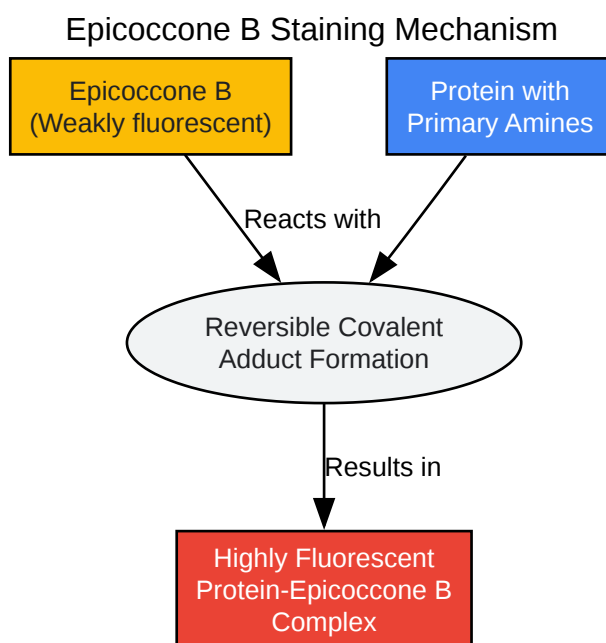 Epicoccone B Staining Mechanism
Epicoccone B
(Weakly fluorescent)
Protein with
Primary Amines
Reacts with
Reversible Covalent
Adduct Formation
Results in
Highly Fluorescent
Protein-Epicoccone B
Complex